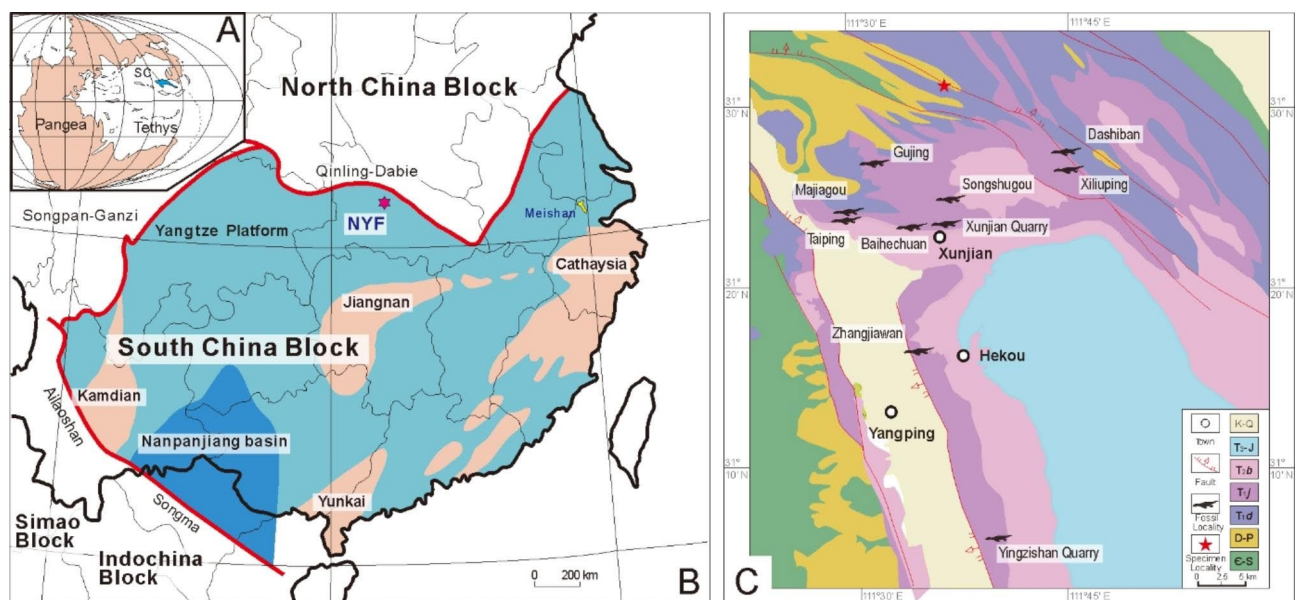 A
SC
Pangea
Tethys
North China Block
Qinling-Dabie
Songpan-Ganzi
NYF
Meishan
Yangtze Platform
Cathaysia
Jiangnan
South China Block
Kamdian
Ailaoshan
Nanpanjiang basin
Yunkai
Songma
Simao
Block
Indochina
Block
0 200 km
B
111°30′ E
111°45′ E
31°
30′ N
31°
30′ N
Dashiban
Gujing
Xiliuping
Majiagou
Songshugou
Xunjian Quarry
Taiping
Baihechuan
Xunjian
31°
20′ N
31°
20′ N
Zhangjiawan
Hekou
Yangping
31°
10′ N
31°
10′ N
Yingzishan Quarry
Town
Fault
Fossil
Locality
Specimen
Locality
K-Q
T₃-J
T₂b
T₁j
T₁d
D-P
Є-S
0 2.5 5 km
C
111°30′ E
111°45′ E